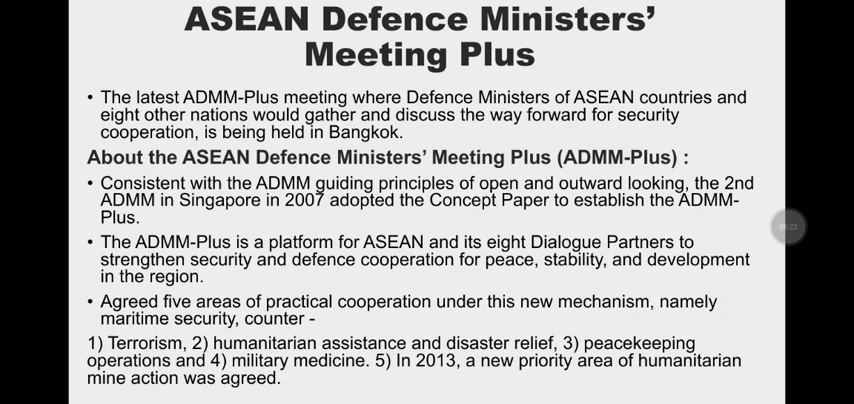 ASEAN Defence Ministers’
Meeting Plus
• The latest ADMM-Plus meeting where Defence Ministers of ASEAN countries and
eight other nations would gather and discuss the way forward for security
cooperation, is being held in Bangkok.
About the ASEAN Defence Ministers’ Meeting Plus (ADMM-Plus) :
• Consistent with the ADMM guiding principles of open and outward looking, the 2nd
ADMM in Singapore in 2007 adopted the Concept Paper to establish the ADMM-
Plus.
• The ADMM-Plus is a platform for ASEAN and its eight Dialogue Partners to
strengthen security and defence cooperation for peace, stability, and development
in the region.
• Agreed five areas of practical cooperation under this new mechanism, namely
maritime security, counter -
1) Terrorism, 2) humanitarian assistance and disaster relief, 3) peacekeeping
operations and 4) military medicine. 5) In 2013, a new priority area of humanitarian
mine action was agreed.